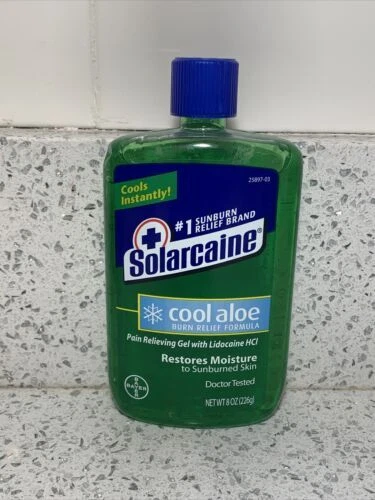 25897-03
Cools
Instantly!
#1 SUNBURN
RELIEF BRAND
Solarcaine®
cool aloe
BURN RELIEF FORMULA
Pain Relieving Gel with Lidocaine HCl
Restores Moisture
to Sunburned Skin
Doctor Tested
BAYER
BAYER
NET WT 8 OZ (226g)